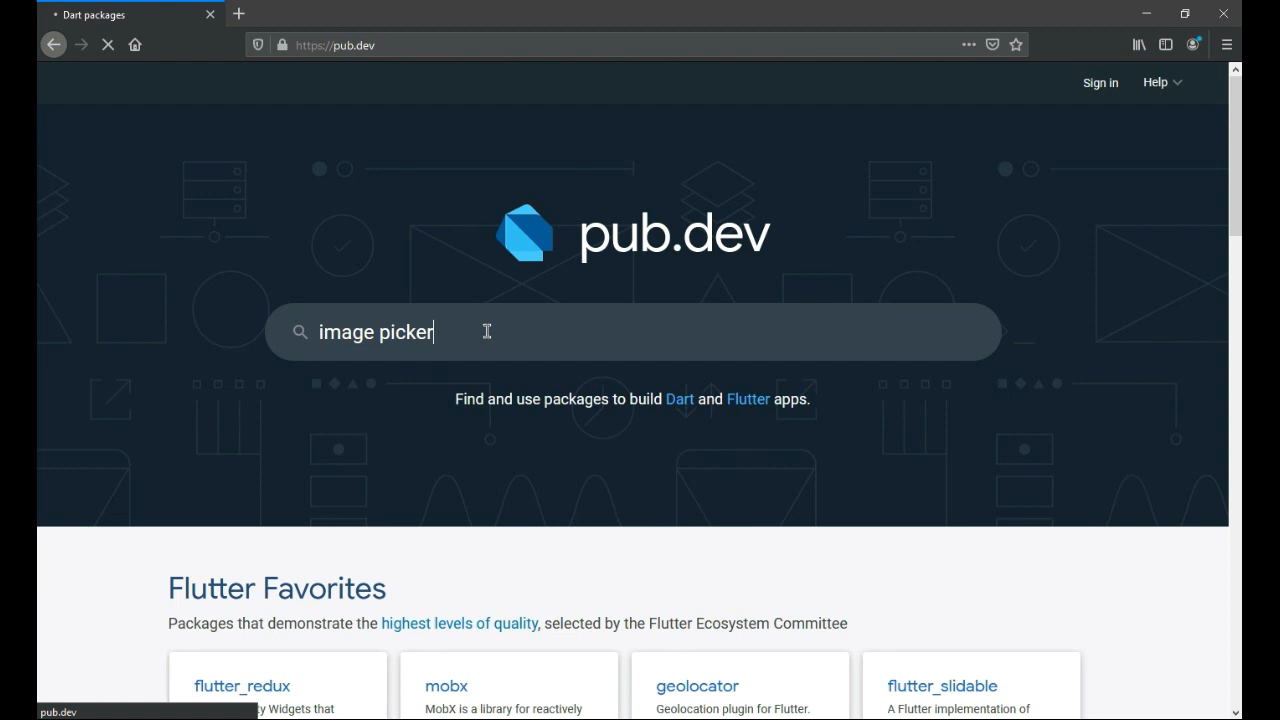 Dart packages
https://pub.dev
Sign in
Help
pub.dev
image picker
Find and use packages to build Dart and Flutter apps.
Flutter Favorites
Packages that demonstrate the highest levels of quality, selected by the Flutter Ecosystem Committee
flutter_redux
mobx
geolocator
flutter_slidable
Widgets that
MobX is a library for reactively
Geolocation plugin for Flutter.
A Flutter implementation of
pub.dev